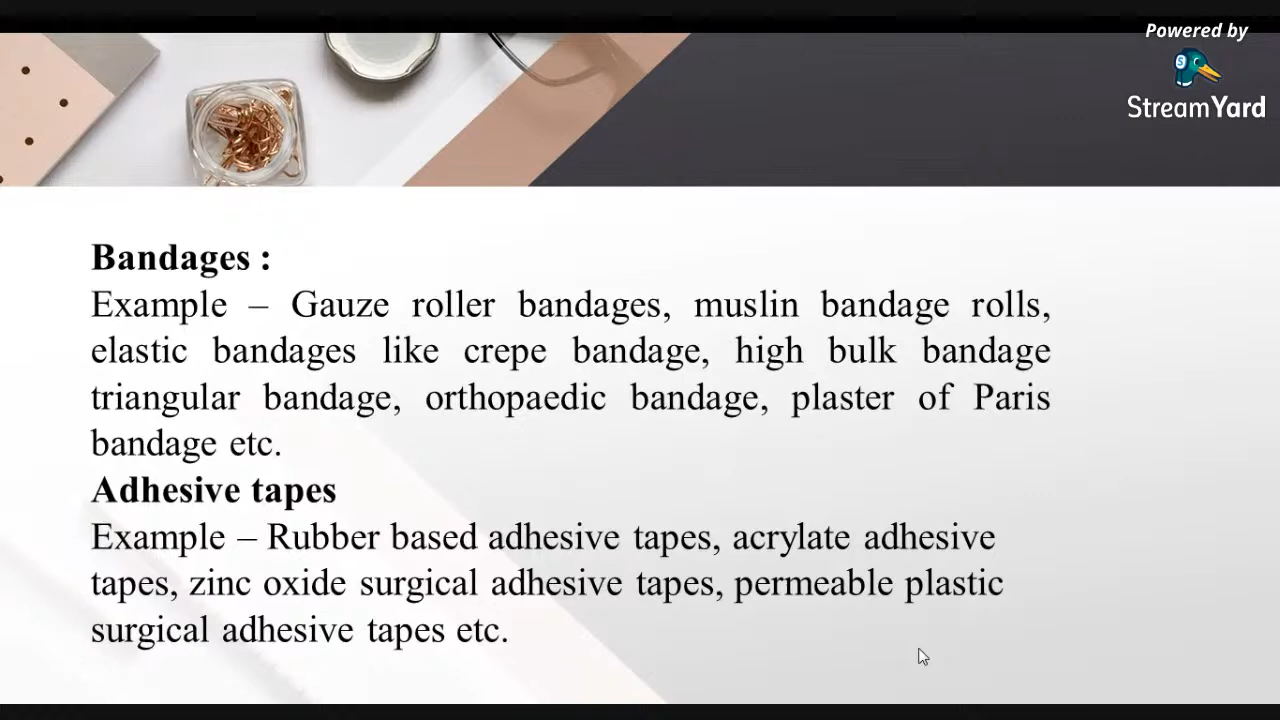 Powered by
StreamYard
Bandages :
Example – Gauze roller bandages, muslin bandage rolls,
elastic bandages like crepe bandage, high bulk bandage
triangular bandage, orthopaedic bandage, plaster of Paris
bandage etc.
Adhesive tapes
Example – Rubber based adhesive tapes, acrylate adhesive
tapes, zinc oxide surgical adhesive tapes, permeable plastic
surgical adhesive tapes etc.